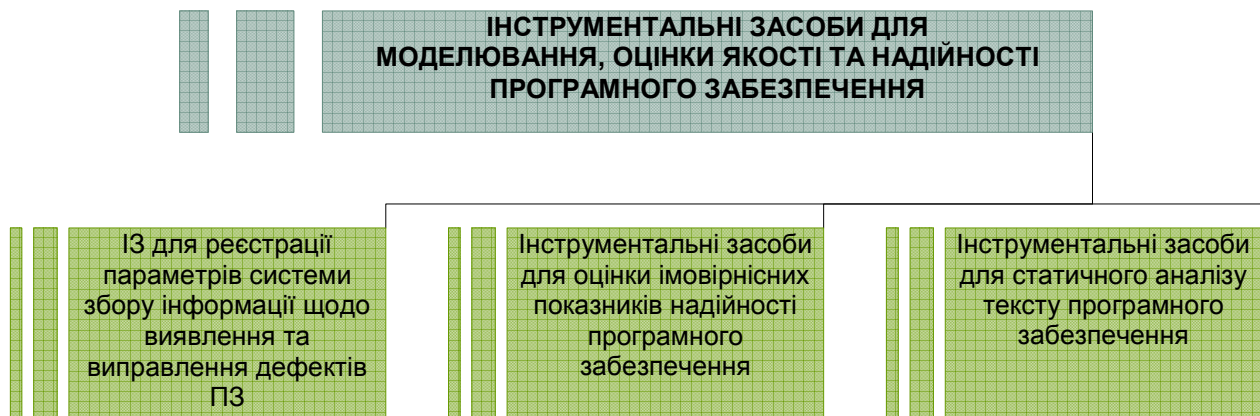 ІНСТРУМЕНТАЛЬНІ ЗАСОБИ ДЛЯ
МОДЕЛЮВАННЯ, ОЦІНКИ ЯКОСТІ ТА НАДІЙНОСТІ
ПРОГРАМНОГО ЗАБЕЗПЕЧЕННЯ
ІЗ для реєстрації
параметрів системи
збору інформації щодо
виявлення та
виправлення дефектів
ПЗ
Інструментальні засоби
для оцінки імовірнісних
показників надійності
програмного
забезпечення
Інструментальні засоби
для статичного аналізу
тексту програмного
забезпечення